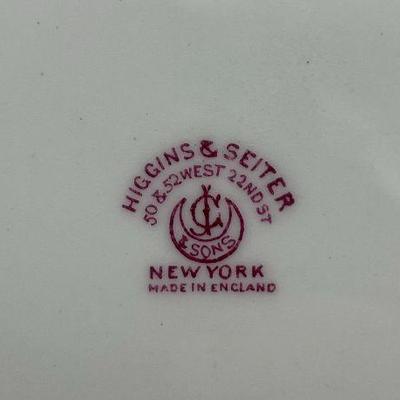 HIGGINS & SEITER
50 & 52 WEST 22ND ST
& SONS
NEW YORK
MADE IN ENGLAND